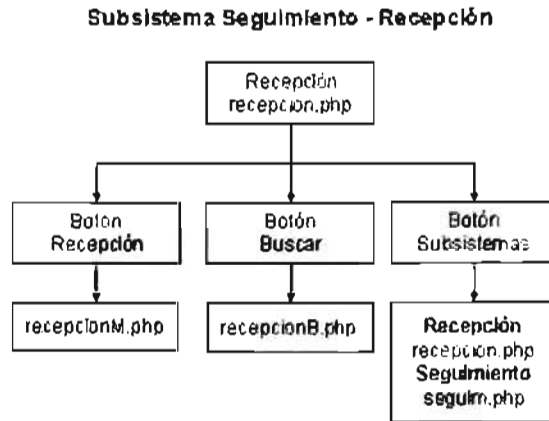 Subsistema Seguimiento - Recepción
Recepción
recepcion.php
Botón
Recepción
Botón
Buscar
Botón
Subsistemas
recepcionM.php
recepcionB.php
Recepción
recepcion.php
Seguimiento
seguim.php